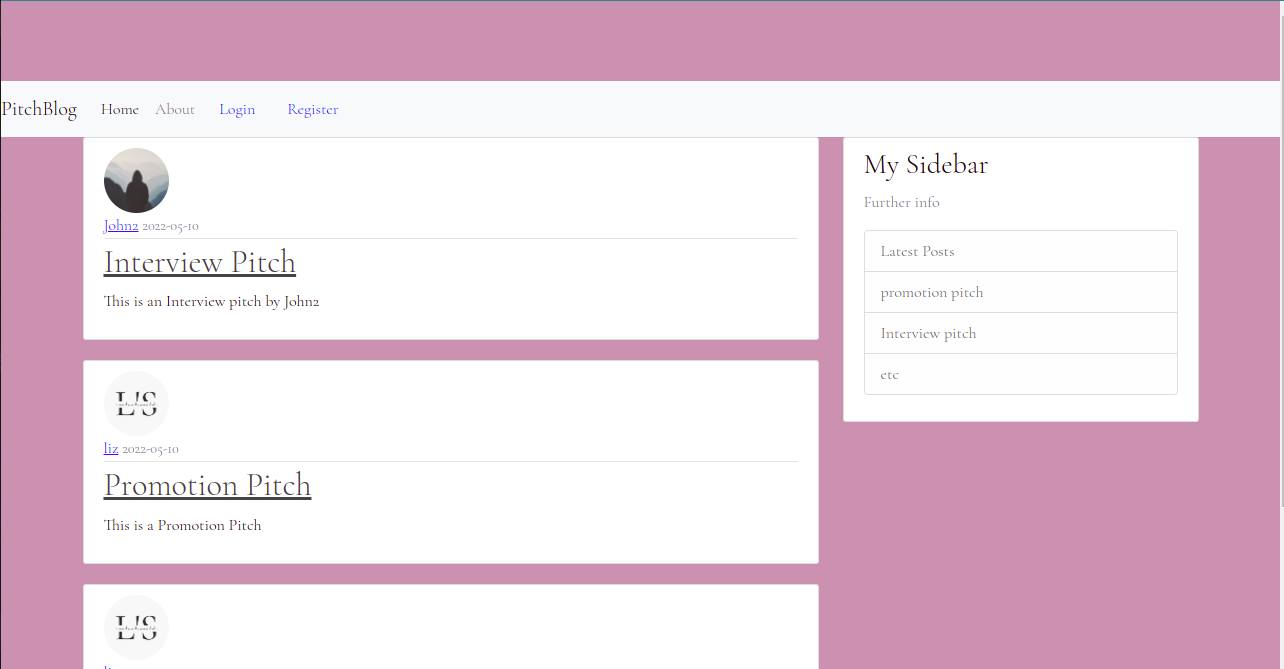 PitchBlog Home About Login Register
John2 2022-05-10
Interview Pitch
This is an Interview pitch by John2
L/S
liz 2022-05-10
Promotion Pitch
This is a Promotion Pitch
L/S
My Sidebar
Further info
Latest Posts
promotion pitch
Interview pitch
etc